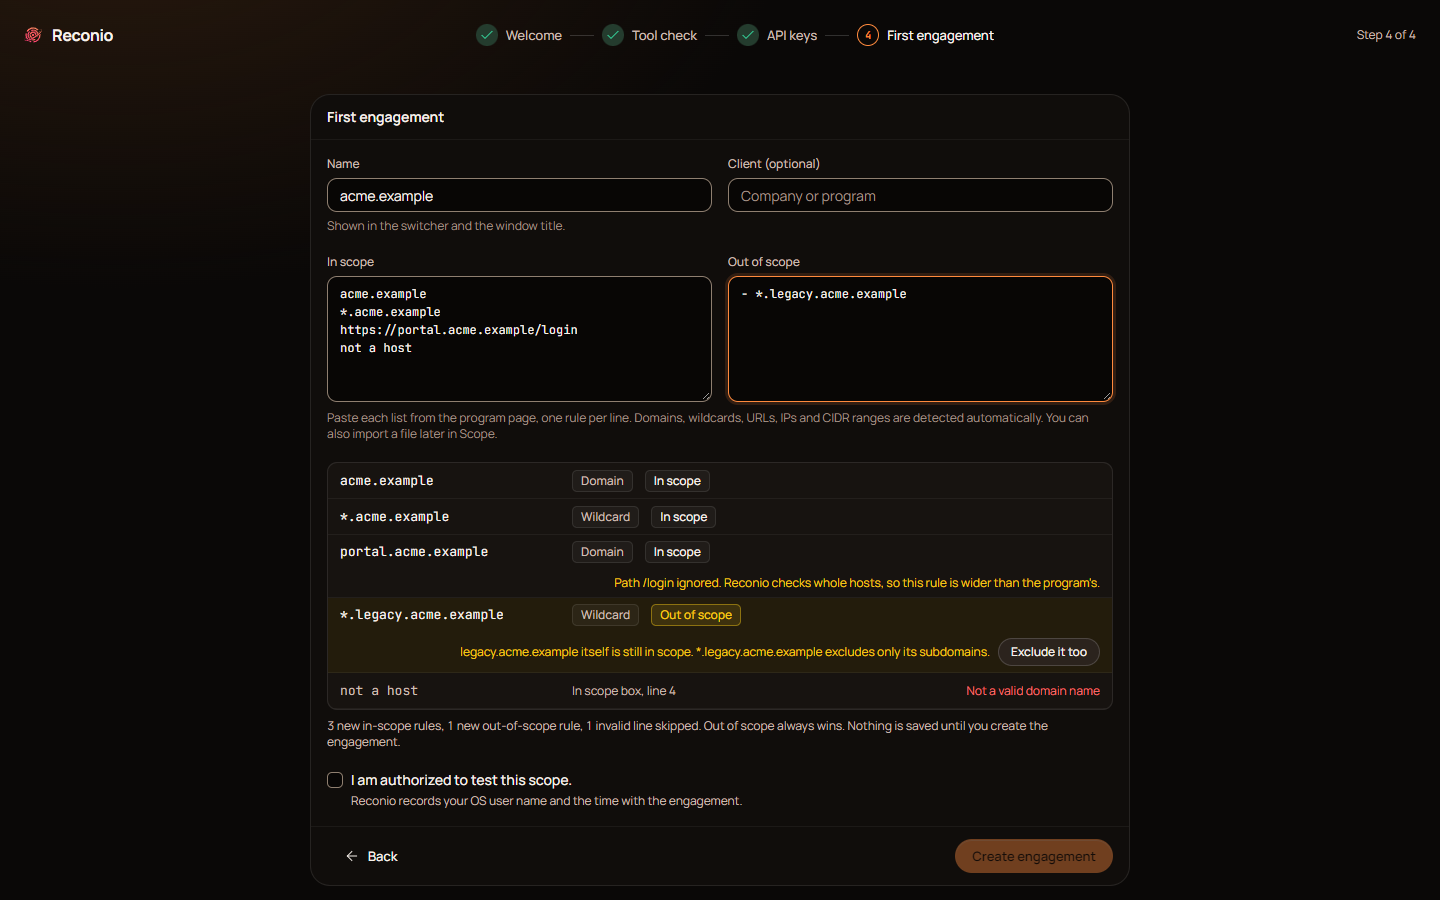 Reconio
Welcome
Tool check
API keys
4 First engagement
Step 4 of 4
First engagement
Name
Client (optional)
acme.example
Company or program
Shown in the switcher and the window title.
In scope
Out of scope
acme.example
*.acme.example
https://portal.acme.example/login
not a host
- *.legacy.acme.example
Paste each list from the program page, one rule per line. Domains, wildcards, URLs, IPs and CIDR ranges are detected automatically. You can
also import a file later in Scope.
acme.example Domain In scope
*.acme.example Wildcard In scope
portal.acme.example Domain In scope
Path /login ignored. Reconio checks whole hosts, so this rule is wider than the program's.
*.legacy.acme.example Wildcard Out of scope
legacy.acme.example itself is still in scope. *.legacy.acme.example excludes only its subdomains. Exclude it too
not a host In scope box, line 4 Not a valid domain name
3 new in-scope rules, 1 new out-of-scope rule, 1 invalid line skipped. Out of scope always wins. Nothing is saved until you create the
engagement.
I am authorized to test this scope.
Reconio records your OS user name and the time with the engagement.
Back
Create engagement